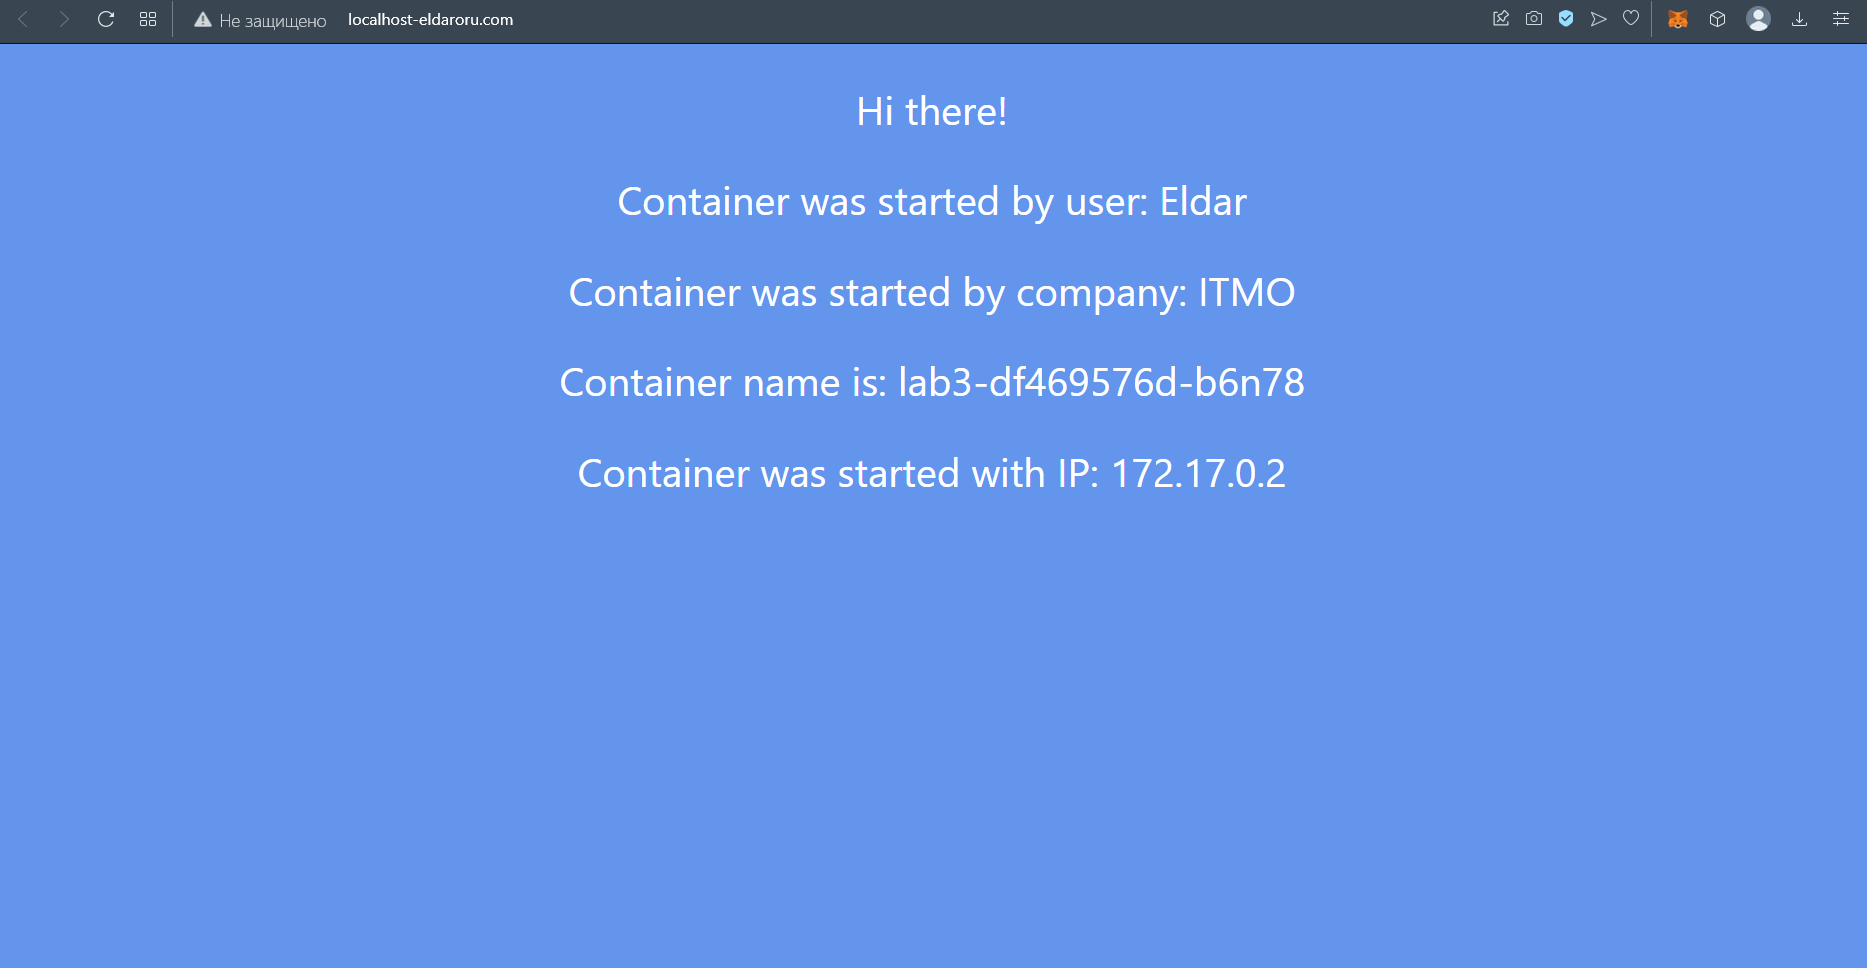 Не защищено localhost-eldaroru.com
Hi there!
Container was started by user: Eldar
Container was started by company: ITMO
Container name is: lab3-df469576d-b6n78
Container was started with IP: 172.17.0.2